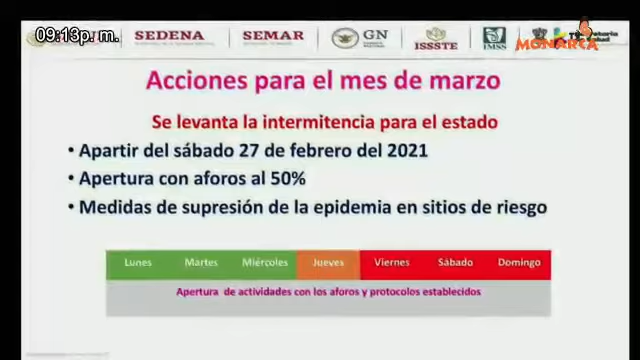 09:13p. m.
SEDENA
SEMAR
GN
ISSSTE
IMSS
MONARCA
Acciones para el mes de marzo
Se levanta la intermitencia para el estado
• Apartir del sábado 27 de febrero del 2021
• Apertura con aforos al 50%
• Medidas de supresión de la epidemia en sitios de riesgo
Lunes Martes Miércoles Jueves Viernes Sábado Domingo
Apertura de actividades con los aforos y protocolos establecidos